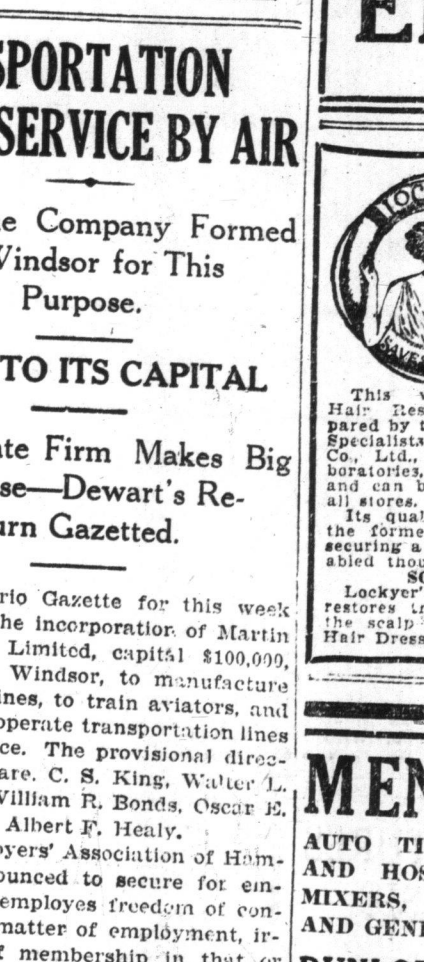 SPORTATION
SERVICE BY AIR
e Company Formed
Windsor for This
Purpose.
TO ITS CAPITAL
ate Firm Makes Big
se—Dewart's Re-
urn Gazetted.
rio Gazette for this week
he incorporation of Martin
Limited, capital $100,000,
Windsor, to manufacture
ines, to train aviators, and
operate transportation lines
ce. The provisional direc-
are. C. S. King, Walter L.
William R. Bonds, Oscar E.
Albert F. Healy.
oyers' Association of Ham-
ounced to secure for em-
employes freedom of con-
matter of employment, ir-
f membership in that or
LOC
SAVES
This
Hair Res
pared by t
Specialists
Co., Ltd.,
boratories,
and can b
all stores.
Its qual
the forme
securing a
abled thou
SO
Lockyer'
restores
the scalp
Hair Dress
MEN
AUTO TI
AND HOS
MIXERS,
AND GENE